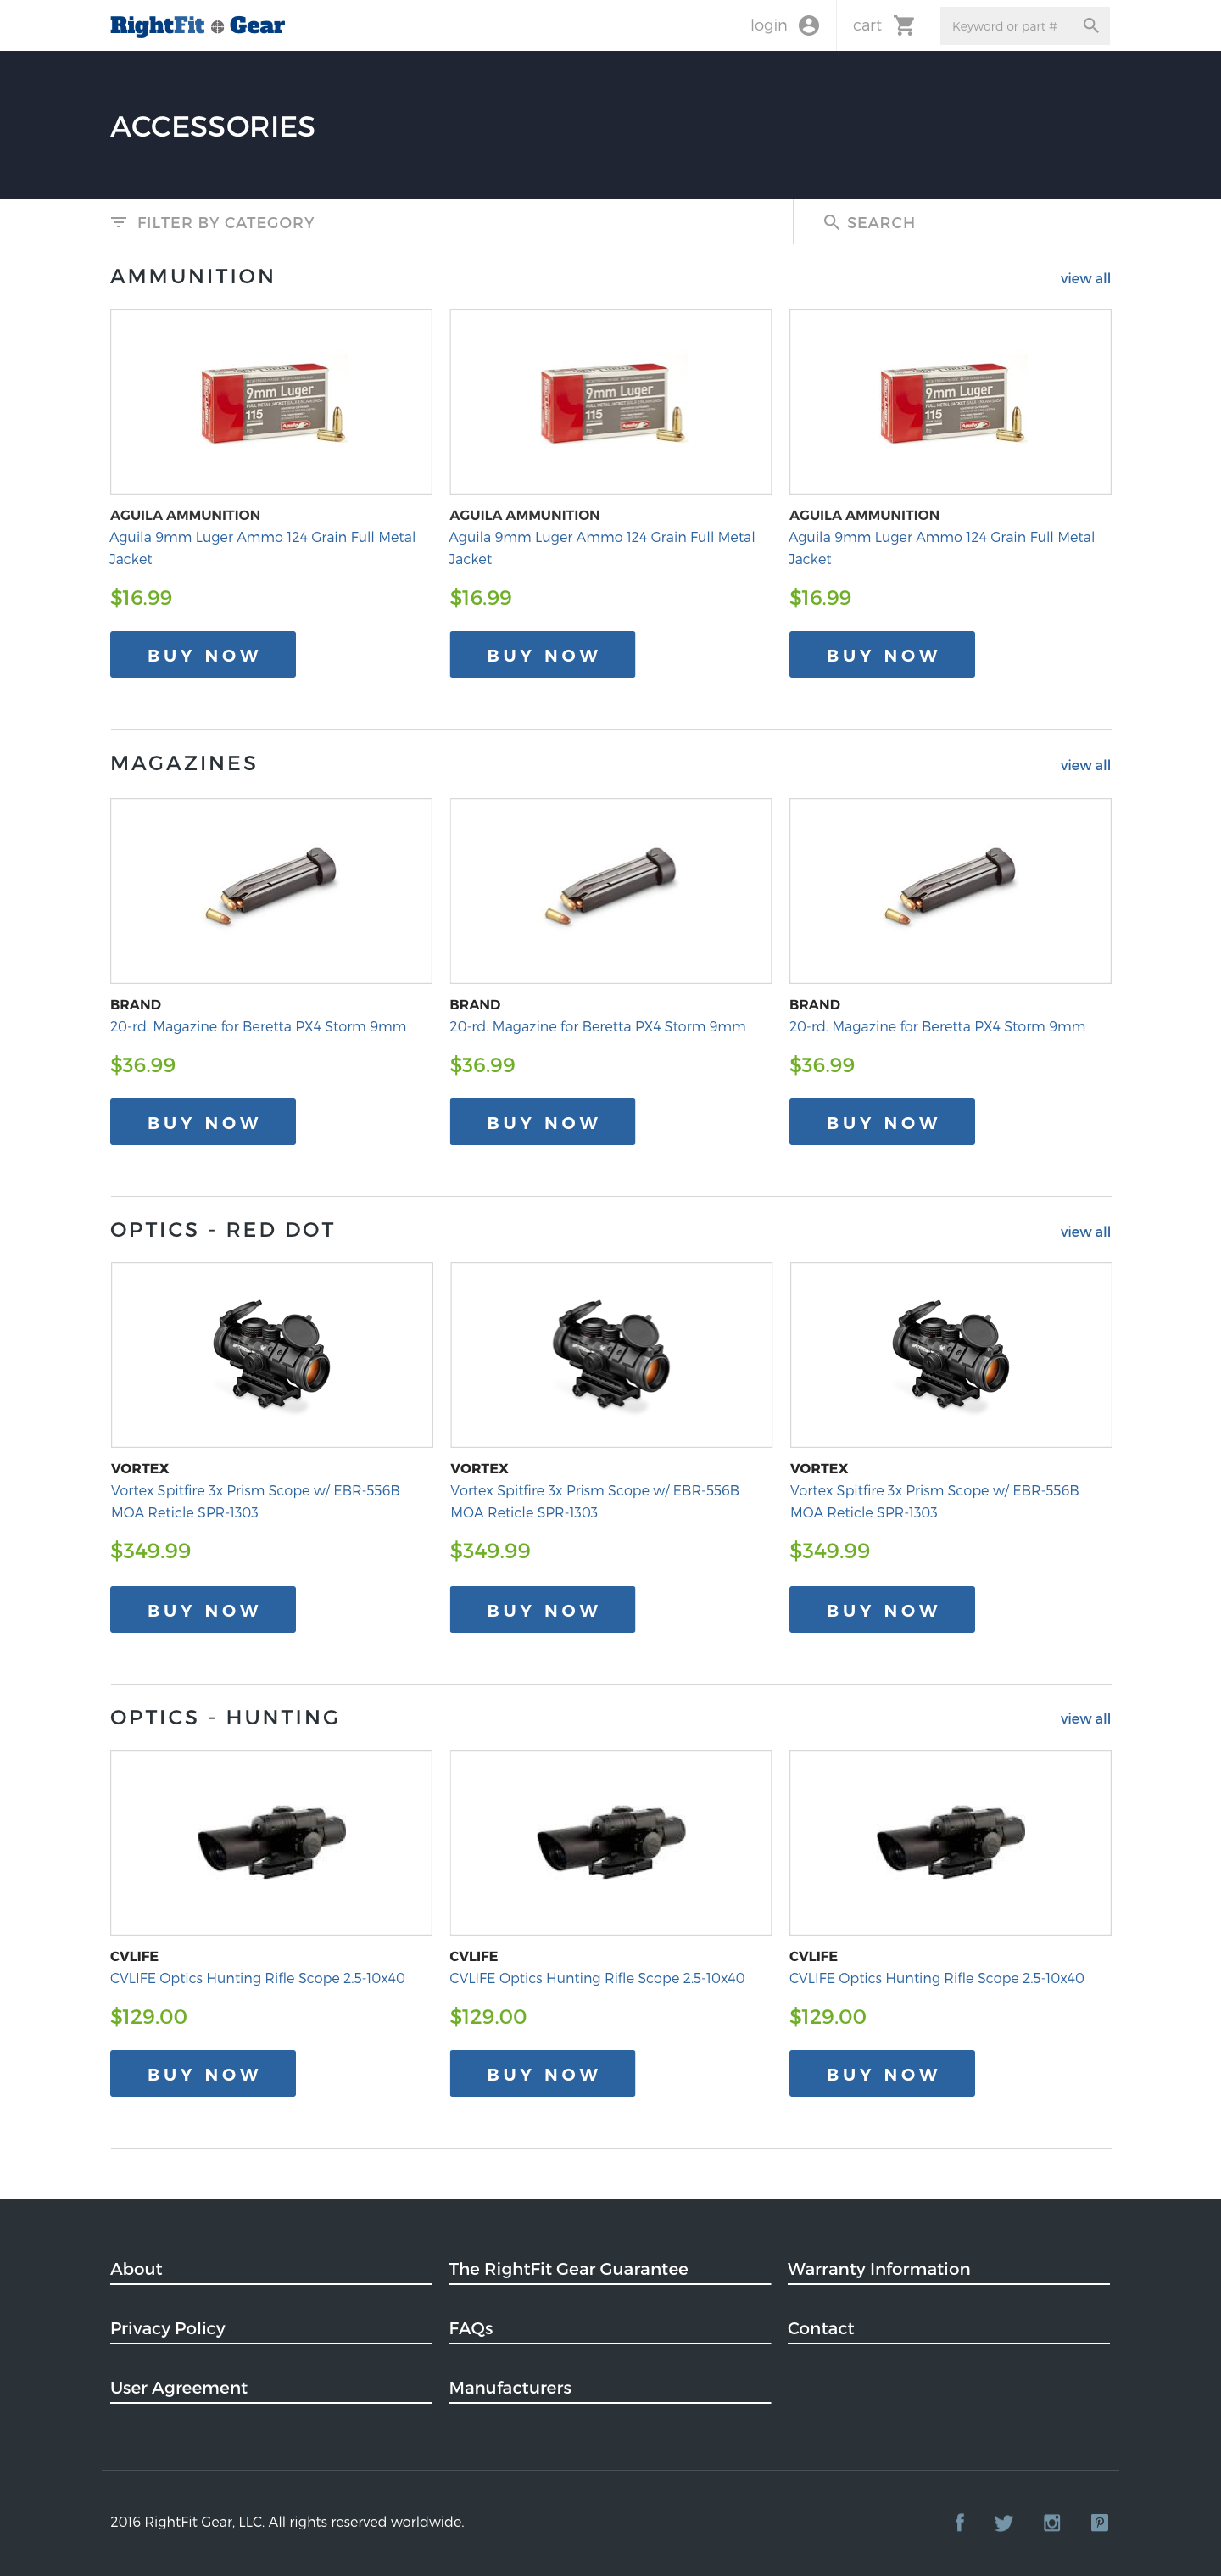 RightFit Gear
login
cart
Keyword or part #
ACCESSORIES
FILTER BY CATEGORY
SEARCH
AMMUNITION
view all
9mm Luger
FULL METAL JACKET
115
Aguila
9mm Luger
FULL METAL JACKET
115
Aguila
9mm Luger
FULL METAL JACKET
115
Aguila
AGUILA AMMUNITION
Aguila 9mm Luger Ammo 124 Grain Full Metal
Jacket
$16.99
BUY NOW
AGUILA AMMUNITION
Aguila 9mm Luger Ammo 124 Grain Full Metal
Jacket
$16.99
BUY NOW
AGUILA AMMUNITION
Aguila 9mm Luger Ammo 124 Grain Full Metal
Jacket
$16.99
BUY NOW
MAGAZINES
view all
BRAND
20-rd. Magazine for Beretta PX4 Storm 9mm
$36.99
BUY NOW
BRAND
20-rd. Magazine for Beretta PX4 Storm 9mm
$36.99
BUY NOW
BRAND
20-rd. Magazine for Beretta PX4 Storm 9mm
$36.99
BUY NOW
OPTICS - RED DOT
view all
VORTEX
Vortex Spitfire 3x Prism Scope w/ EBR-556B
MOA Reticle SPR-1303
$349.99
BUY NOW
VORTEX
Vortex Spitfire 3x Prism Scope w/ EBR-556B
MOA Reticle SPR-1303
$349.99
BUY NOW
VORTEX
Vortex Spitfire 3x Prism Scope w/ EBR-556B
MOA Reticle SPR-1303
$349.99
BUY NOW
OPTICS - HUNTING
view all
CVLIFE
CVLIFE Optics Hunting Rifle Scope 2.5-10x40
$129.00
BUY NOW
CVLIFE
CVLIFE Optics Hunting Rifle Scope 2.5-10x40
$129.00
BUY NOW
CVLIFE
CVLIFE Optics Hunting Rifle Scope 2.5-10x40
$129.00
BUY NOW
About
The RightFit Gear Guarantee
Warranty Information
Privacy Policy
FAQs
Contact
User Agreement
Manufacturers
2016 RightFit Gear, LLC. All rights reserved worldwide.